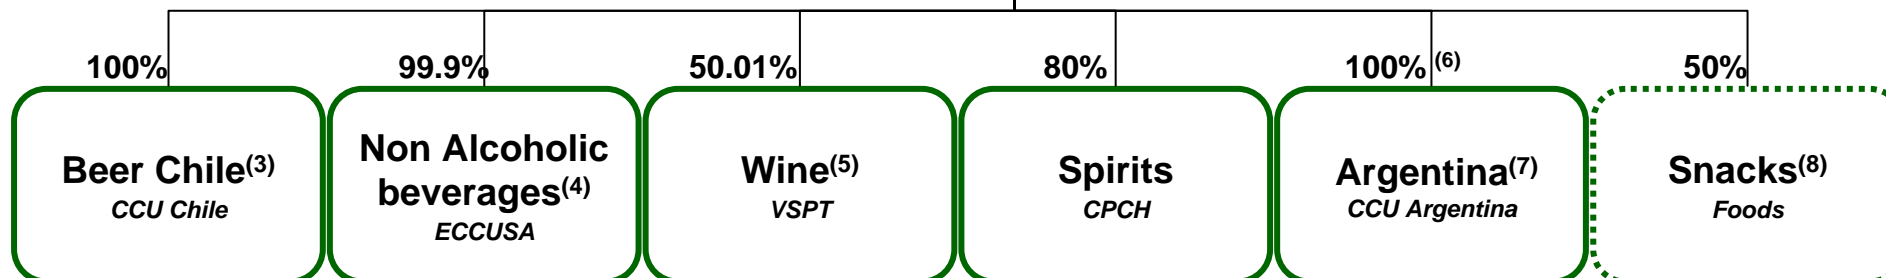 100%
99.9%
50.01%
80%
100% (6)
50%
Beer Chile(3)
CCU Chile
Non Alcoholic
beverages(4)
ECCUSA
Wine(5)
VSPT
Spirits
CPCH
Argentina(7)
CCU Argentina
Snacks(8)
Foods